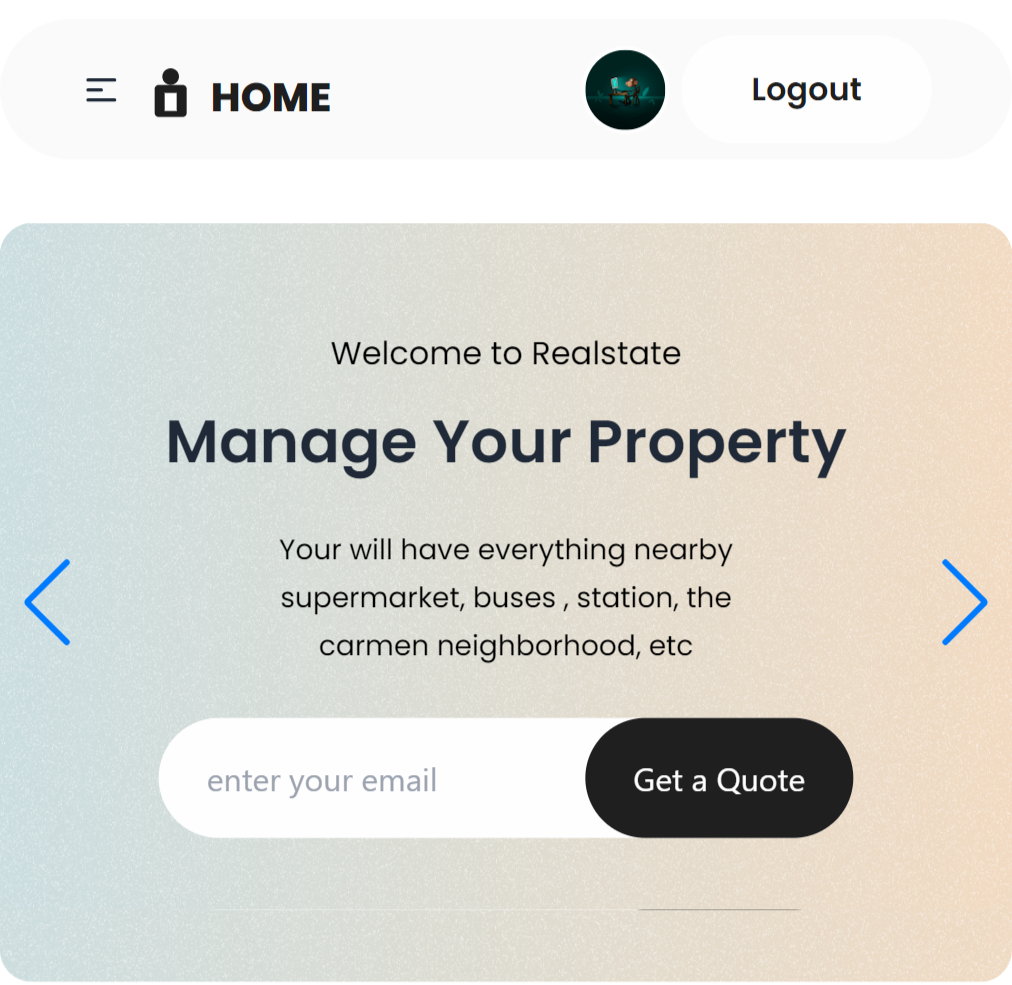 HOME
Logout
Welcome to Realstate
Manage Your Property
Your will have everything nearby
supermarket, buses , station, the
carmen neighborhood, etc
enter your email
Get a Quote